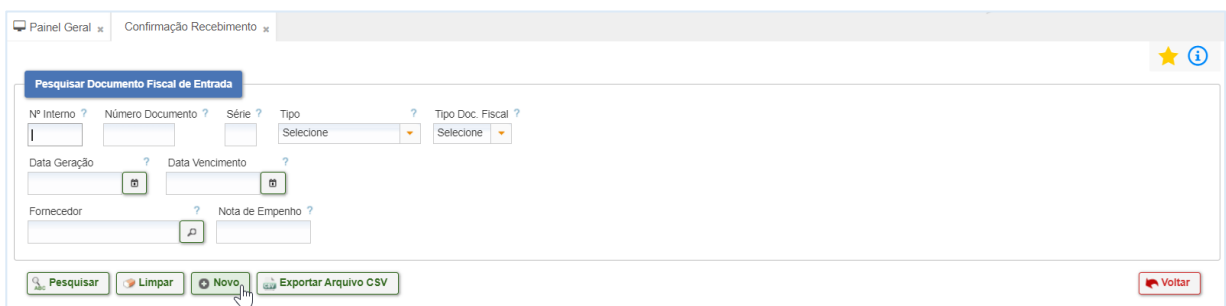 Painel Geral x Confirmação Recebimento x
Pesquisar Documento Fiscal de Entrada
Nº Interno ? Número Documento ? Série ? Tipo ? Tipo Doc. Fiscal ?
Selecione Selecione
Data Geração ? Data Vencimento ?
Fornecedor ? Nota de Empenho ?
Pesquisar Limpar Novo Exportar Arquivo CSV Voltar